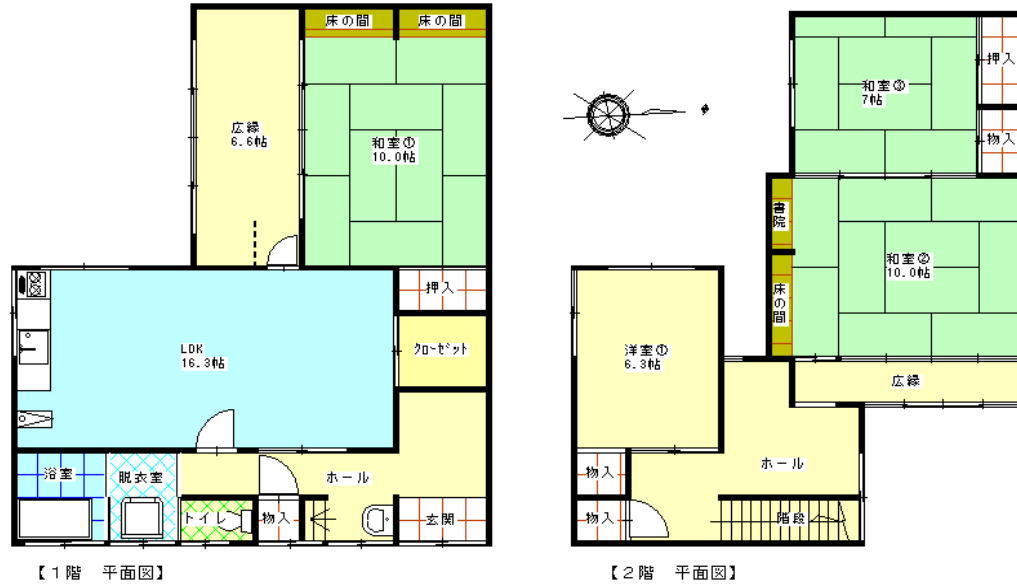 床の間
床の間
広縁
6.6帖
和室①
10.0帖
押入
LDK
16.3帖
クローゼット
浴室
脱衣室
ホール
トイレ
物入
玄関
【1階 平面図】
和室③
7帖
押入
物入
書院
和室②
10.0帖
床の間
洋室①
6.3帖
広縁
物入
ホール
物入
階段
【2階 平面図】